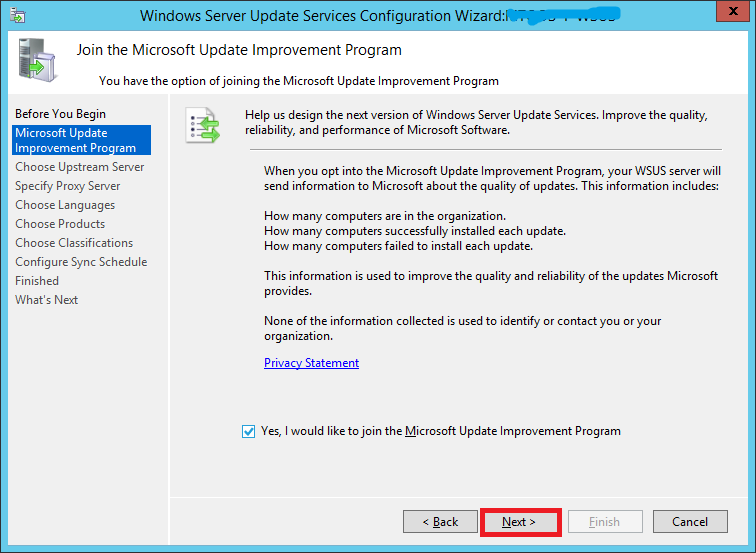 Windows Server Update Services Configuration Wizard:
X
Join the Microsoft Update Improvement Program
You have the option of joining the Microsoft Update Improvement Program
Before You Begin
Microsoft Update
Improvement Program
Choose Upstream Server
Specify Proxy Server
Choose Languages
Choose Products
Choose Classifications
Configure Sync Schedule
Finished
What's Next
Help us design the next version of Windows Server Update Services. Improve the quality,
reliability, and performance of Microsoft Software.
When you opt into the Microsoft Update Improvement Program, your WSUS server will
send information to Microsoft about the quality of updates. This information includes:
How many computers are in the organization.
How many computers successfully installed each update.
How many computers failed to install each update.
This information is used to improve the quality and reliability of the updates Microsoft
provides.
None of the information collected is used to identify or contact you or your
organization.
Privacy Statement
Yes, I would like to join the Microsoft Update Improvement Program
< Back
Next >
Finish
Cancel